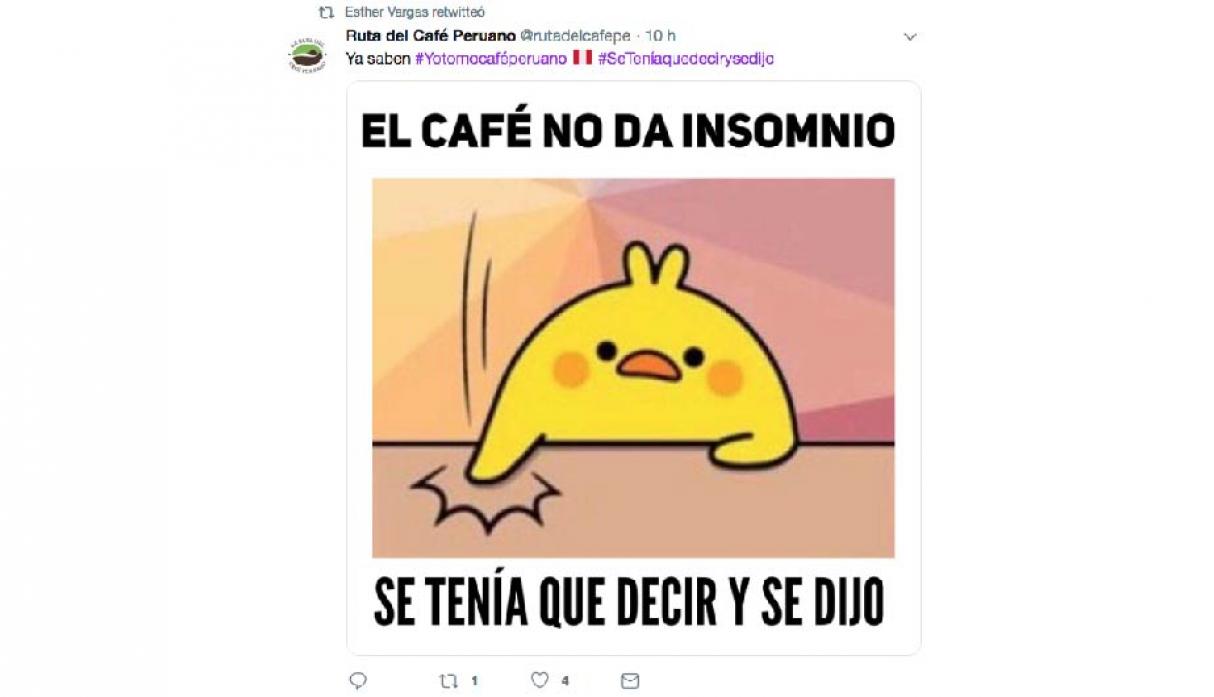 Esther Vargas retwitteó
Ruta del Café Peruano @rutadelcafepe · 10 h
Ya saben #Yotomocaféperuano 🇵🇪 #SeTeníaquedecirysedijo
EL CAFÉ NO DA INSOMNIO
SE TENÍA QUE DECIR Y SE DIJO
1 4